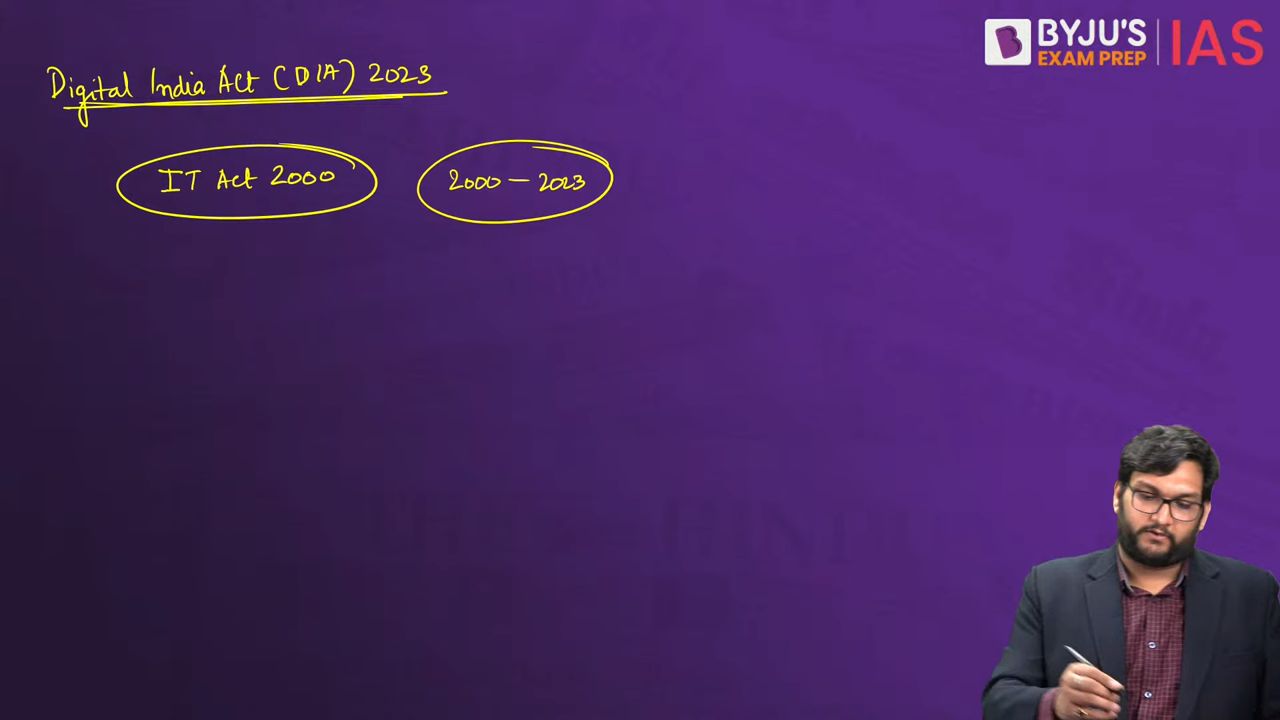 BYJU'S
EXAM PREP
IAS
Digital India Act (DIA) 2023
IT Act 2000
2000 – 2023